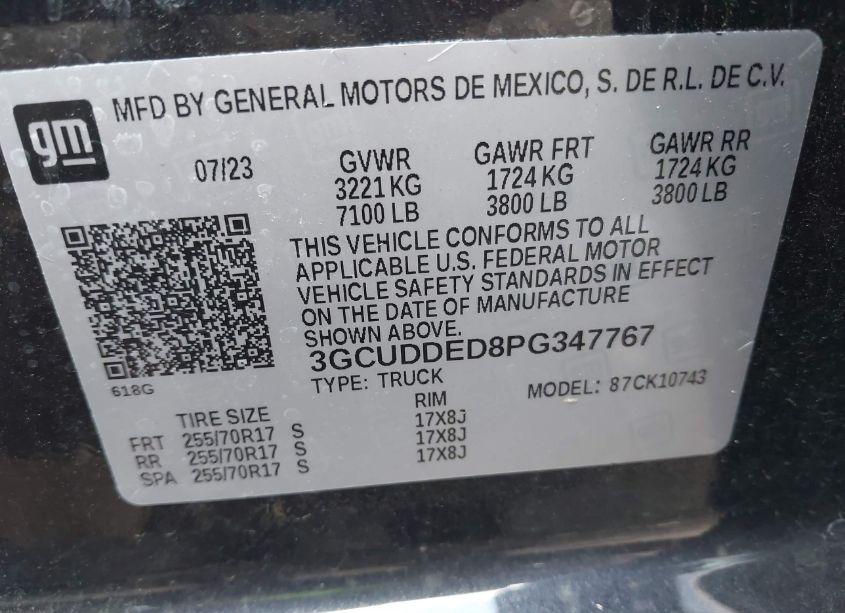 gm
MFD BY GENERAL MOTORS DE MEXICO, S. DE R.L. DE C.V.
07/23 GVWR GAWR FRT GAWR RR
3221 KG 1724 KG 1724 KG
7100 LB 3800 LB 3800 LB
THIS VEHICLE CONFORMS TO ALL
APPLICABLE U.S. FEDERAL MOTOR
VEHICLE SAFETY STANDARDS IN EFFECT
ON THE DATE OF MANUFACTURE
SHOWN ABOVE.
3GCUDDED8PG347767
618G
TYPE: TRUCK MODEL: 87CK10743
TIRE SIZE RIM
FRT 255/70R17 S 17X8J
RR 255/70R17 S 17X8J
SPA 255/70R17 S 17X8J